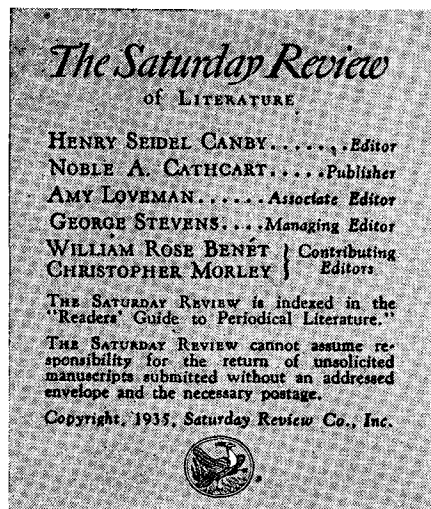 The Saturday Review
of LITERATURE
HENRY SEIDEL CANBY.......Editor
NOBLE A. CATHCART.....Publisher
AMY LOVEMAN......Associate Editor
GEORGE STEVENS....Managing Editor
WILLIAM ROSE BENÉT } Contributing
CHRISTOPHER MORLEY } Editors
THE SATURDAY REVIEW is indexed in the
"Readers' Guide to Periodical Literature."
THE SATURDAY REVIEW cannot assume re-
sponsibility for the return of unsolicited
manuscripts submitted without an addressed
envelope and the necessary postage.
Copyright, 1935, Saturday Review Co., Inc.